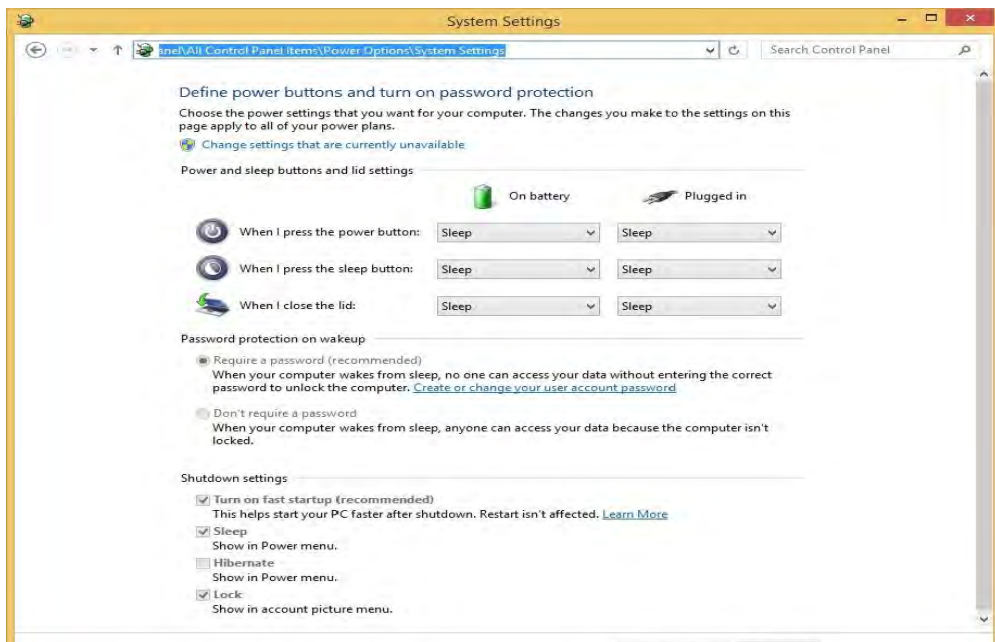 System Settings
anel\All Control Panel Items\Power Options\System Settings
Search Control Panel
Define power buttons and turn on password protection
Choose the power settings that you want for your computer. The changes you make to the settings on this
page apply to all of your power plans.
Change settings that are currently unavailable
Power and sleep buttons and lid settings
On battery Plugged in
When I press the power button: Sleep Sleep
When I press the sleep button: Sleep Sleep
When I close the lid: Sleep Sleep
Password protection on wakeup
Require a password (recommended)
When your computer wakes from sleep, no one can access your data without entering the correct
password to unlock the computer. Create or change your user account password
Don't require a password
When your computer wakes from sleep, anyone can access your data because the computer isn't
locked.
Shutdown settings
Turn on fast startup (recommended)
This helps start your PC faster after shutdown. Restart isn't affected. Learn More
Sleep
Show in Power menu.
Hibernate
Show in Power menu.
Lock
Show in account picture menu.